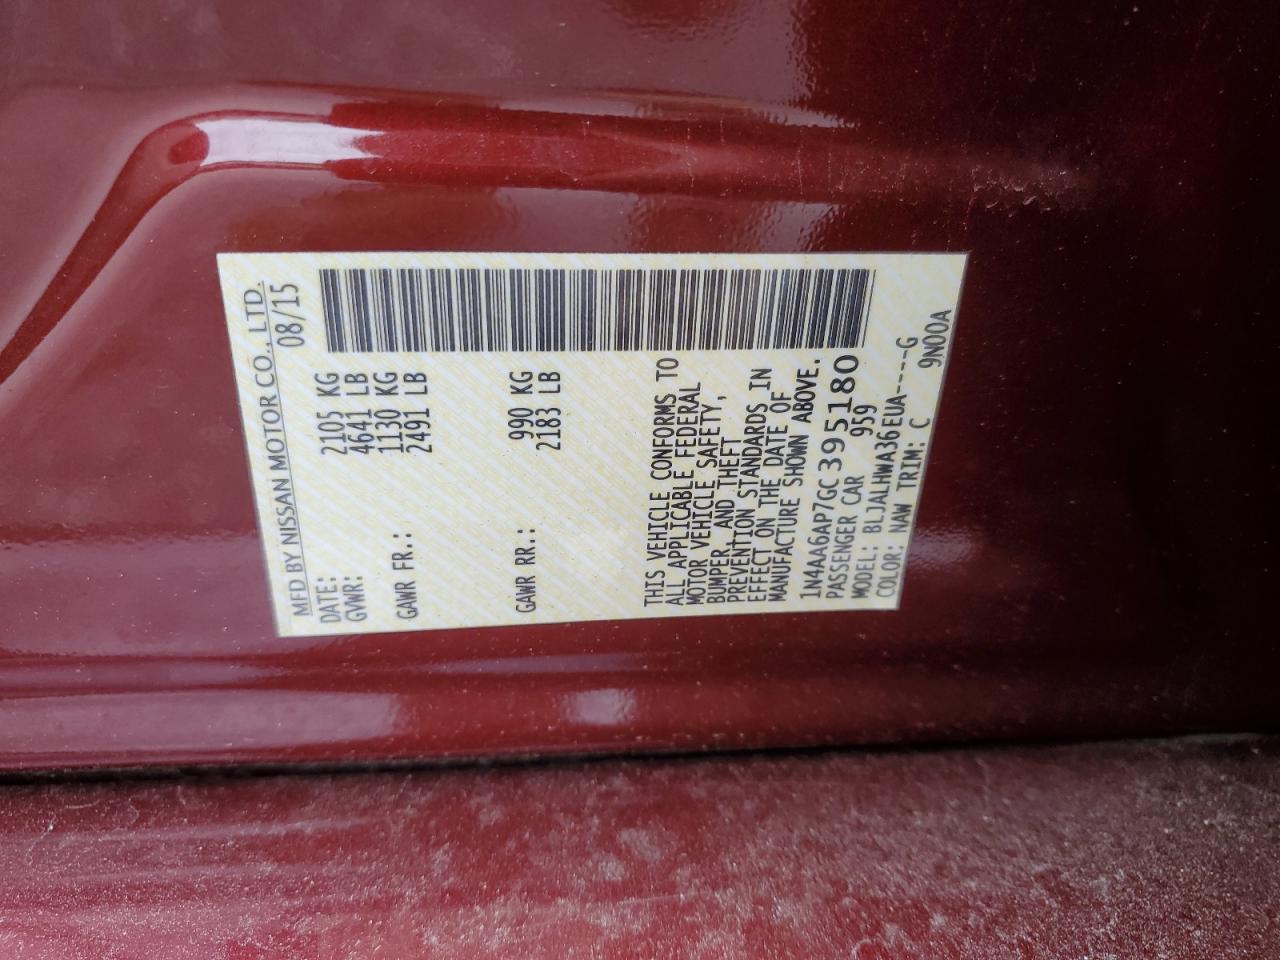 MFD BY NISSAN MOTOR CO., LTD.
DATE: 08/15
GVWR: 2105 KG
4641 LB
GAWR FR.: 1130 KG
2491 LB
GAWR RR.: 990 KG
2183 LB
THIS VEHICLE CONFORMS TO
ALL APPLICABLE FEDERAL
MOTOR VEHICLE SAFETY,
BUMPER, AND THEFT
PREVENTION STANDARDS IN
EFFECT ON THE DATE OF
MANUFACTURE SHOWN ABOVE.
1N4AA6AP7GC395180
PASSENGER CAR 959
MODEL: BLJALHWA36EUA-----G
COLOR: NAW TRIM: C 9N00A